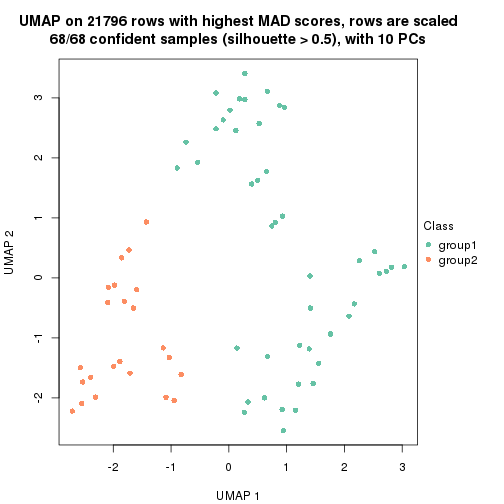 UMAP on 21796 rows with highest MAD scores, rows are scaled
68/68 confident samples (silhouette > 0.5), with 10 PCs
3
2
1
0
-1
-2
UMAP 2
Class
group1
group2
-2 -1 0 1 2 3
UMAP 1